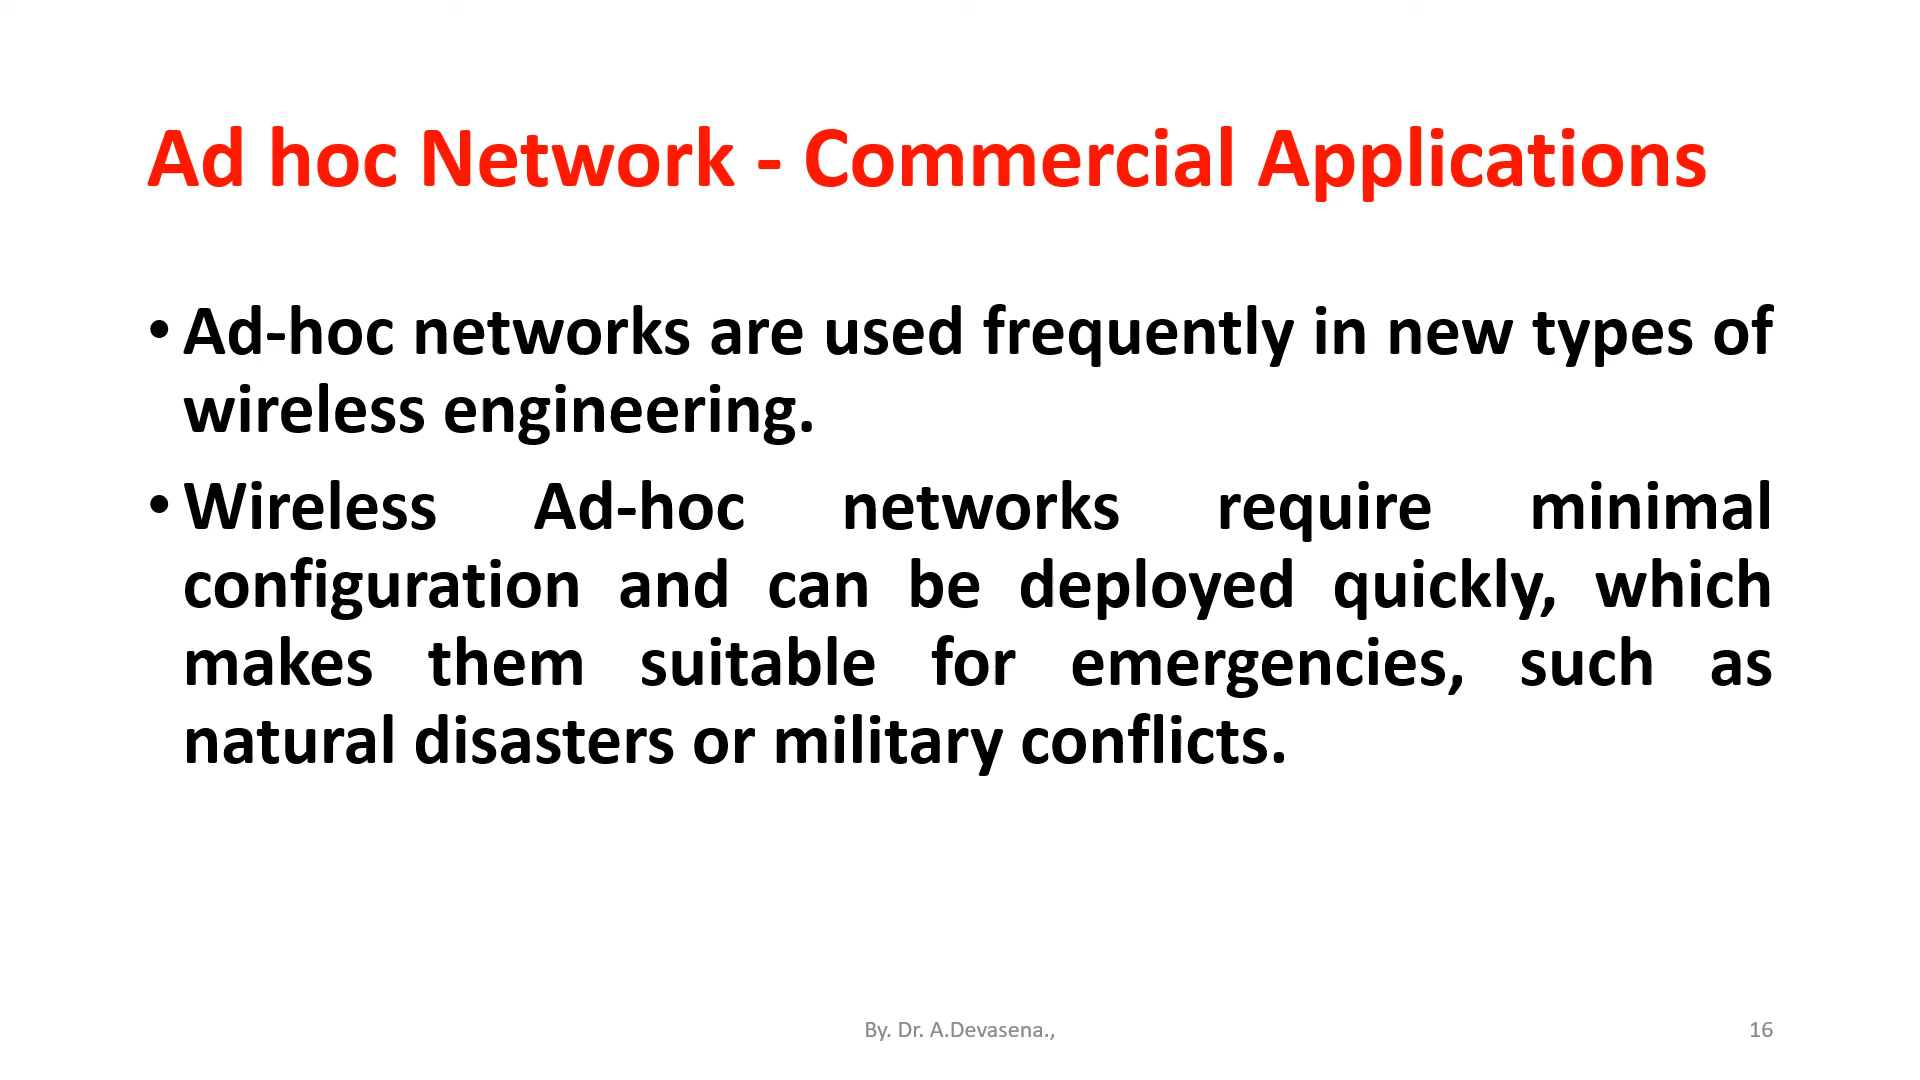 Ad hoc Network - Commercial Applications
• Ad-hoc networks are used frequently in new types of
wireless engineering.
• Wireless Ad-hoc networks require minimal
configuration and can be deployed quickly, which
makes them suitable for emergencies, such as
natural disasters or military conflicts.
By. Dr. A.Devasena.,
16